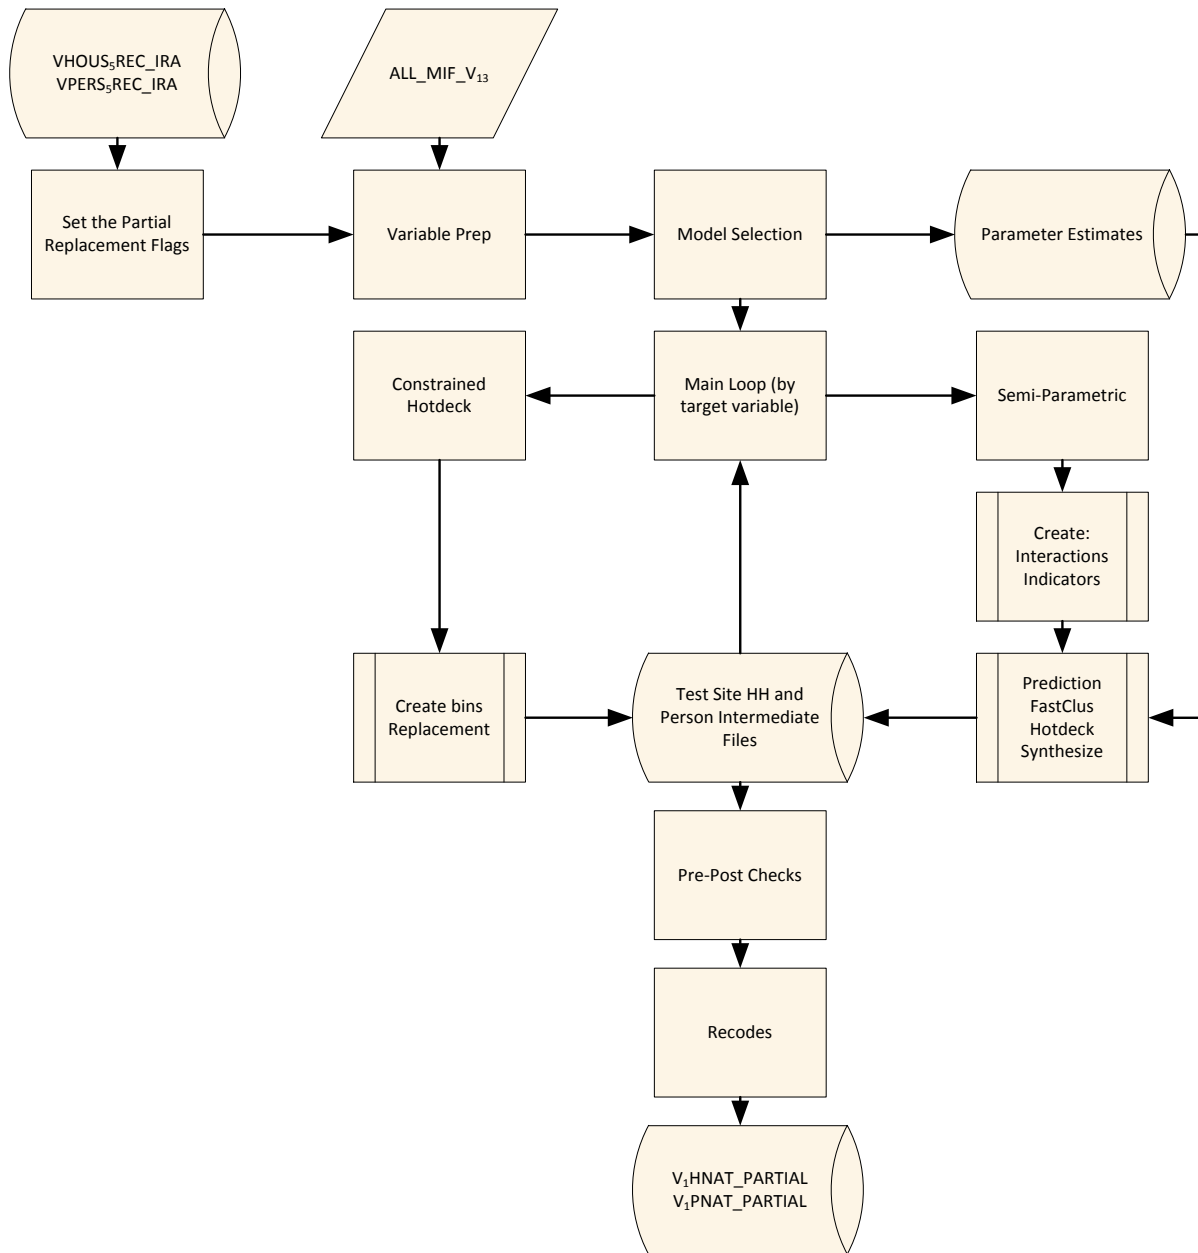 VHOUS₅REC_IRA
VPERS₅REC_IRA
ALL_MIF_V₁₃
Set the Partial
Replacement Flags
Variable Prep
Model Selection
Parameter Estimates
Constrained
Hotdeck
Main Loop (by
target variable)
Semi-Parametric
Create:
Interactions
Indicators
Create bins
Replacement
Test Site HH and
Person Intermediate
Files
Prediction
FastClus
Hotdeck
Synthesize
Pre-Post Checks
Recodes
V₁HNAT_PARTIAL
V₁PNAT_PARTIAL